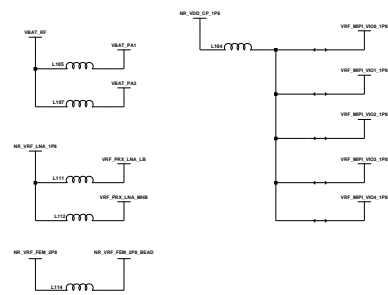 NR_VDD_CP_1P8
VBAT_RF
VRF_MIPI_VIO0_1P8
VBAT_PA1
L104
L105
VRF_MIPI_VIO1_1P8
VBAT_PA2
L107
VRF_MIPI_VIO2_1P8
NR_VRF_LNA_1P8
VRF_PRX_LNA_LB
VRF_MIPI_VIO3_1P8
L111
VRF_PRX_LNA_MHB
VRF_MIPI_VIO4_1P8
L112
NR_VRF_FEM_2P8
NR_VRF_FEM_2P8_BEAD
L114